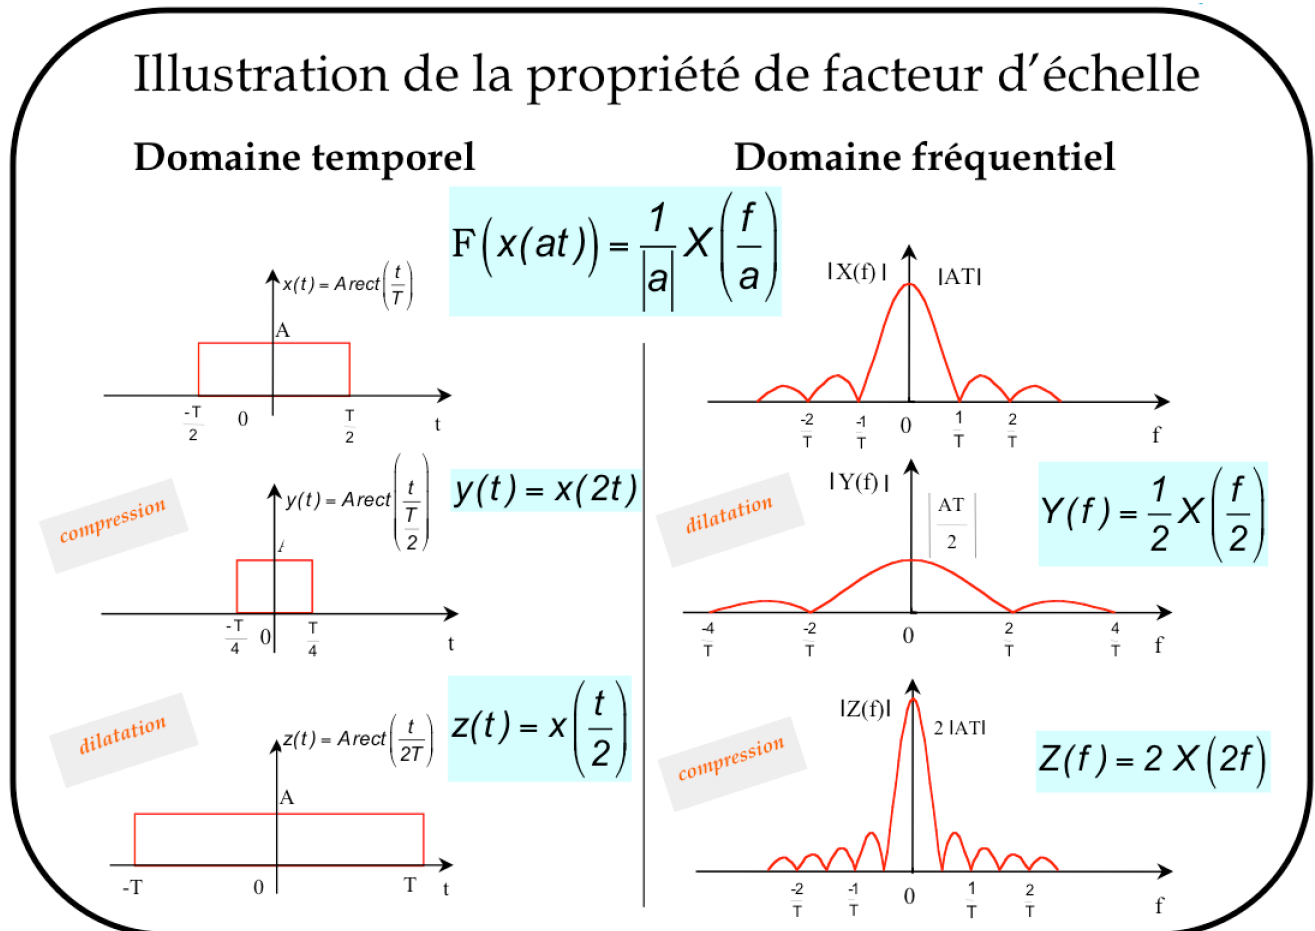 Illustration de la propriété de facteur d'échelle
Domaine temporel
Domaine fréquentiel
F(x(at)) = 1/|a| X(f/a)
x(t) = Arect(t/T)
A
-T/2 0 T/2 t
|X(f)| |AT|
-2/T -1/T 0 1/T 2/T f
compression
y(t) = Arect(t/(T/2))
y(t) = x(2t)
-T/4 0 T/4 t
dilatation
|Y(f)| |AT/2|
Y(f) = 1/2 X(f/2)
-4/T -2/T 0 2/T 4/T f
dilatation
z(t) = Arect(t/2T)
z(t) = x(t/2)
A
-T 0 T t
compression
|Z(f)| 2 |AT|
Z(f) = 2 X(2f)
-2/T -1/T 0 1/T 2/T f